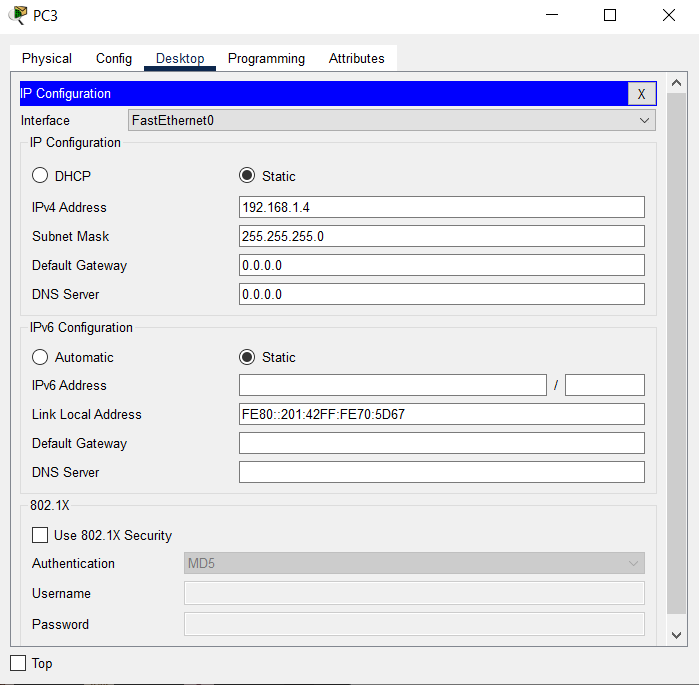 PC3
Physical Config Desktop Programming Attributes
IP Configuration X
Interface FastEthernet0
IP Configuration
DHCP Static
IPv4 Address 192.168.1.4
Subnet Mask 255.255.255.0
Default Gateway 0.0.0.0
DNS Server 0.0.0.0
IPv6 Configuration
Automatic Static
IPv6 Address /
Link Local Address FE80::201:42FF:FE70:5D67
Default Gateway
DNS Server
802.1X
Use 802.1X Security
Authentication MD5
Username
Password
Top